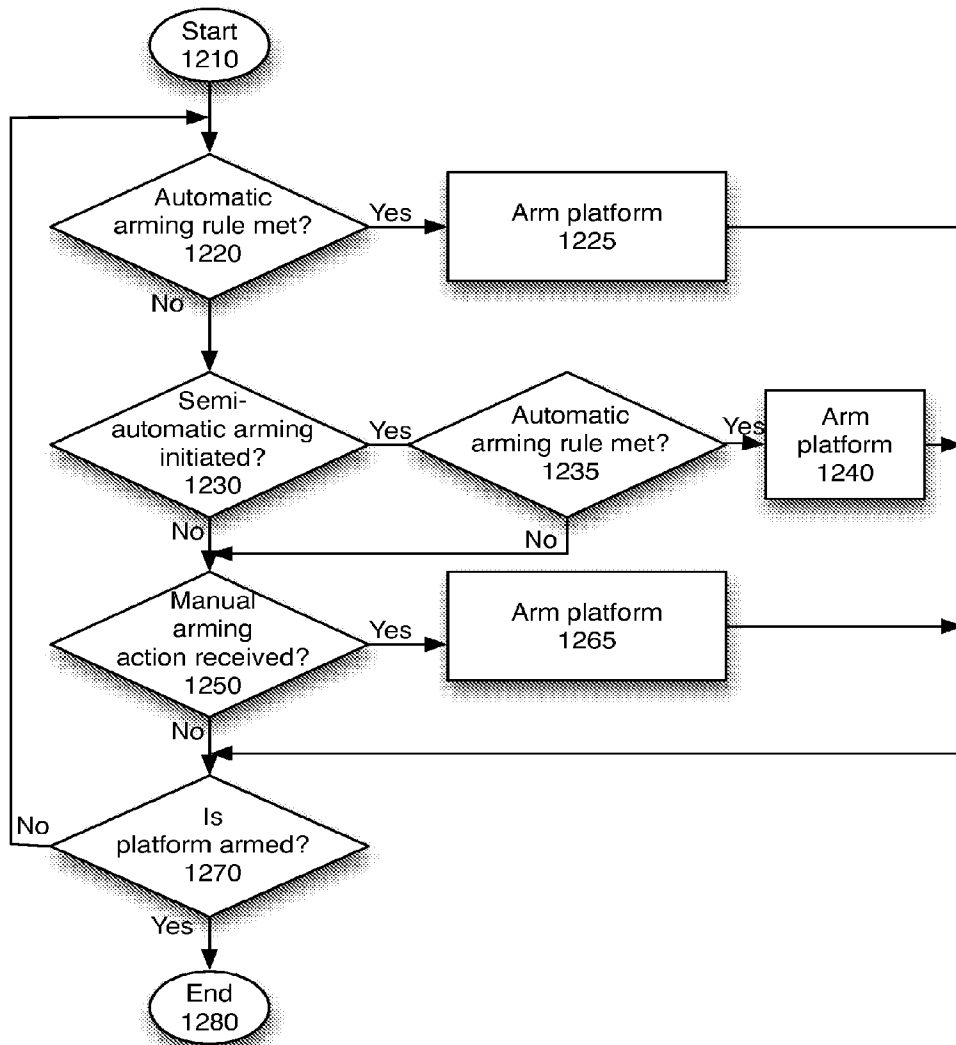 Start
1210
Automatic
arming rule met?
1220
Yes
Arm platform
1225
No
Semi-
automatic arming
initiated?
1230
Yes
Automatic
arming rule met?
1235
Yes
Arm
platform
1240
No
No
Manual
arming
action received?
1250
Yes
Arm platform
1265
No
Is
platform armed?
1270
No
Yes
End
1280